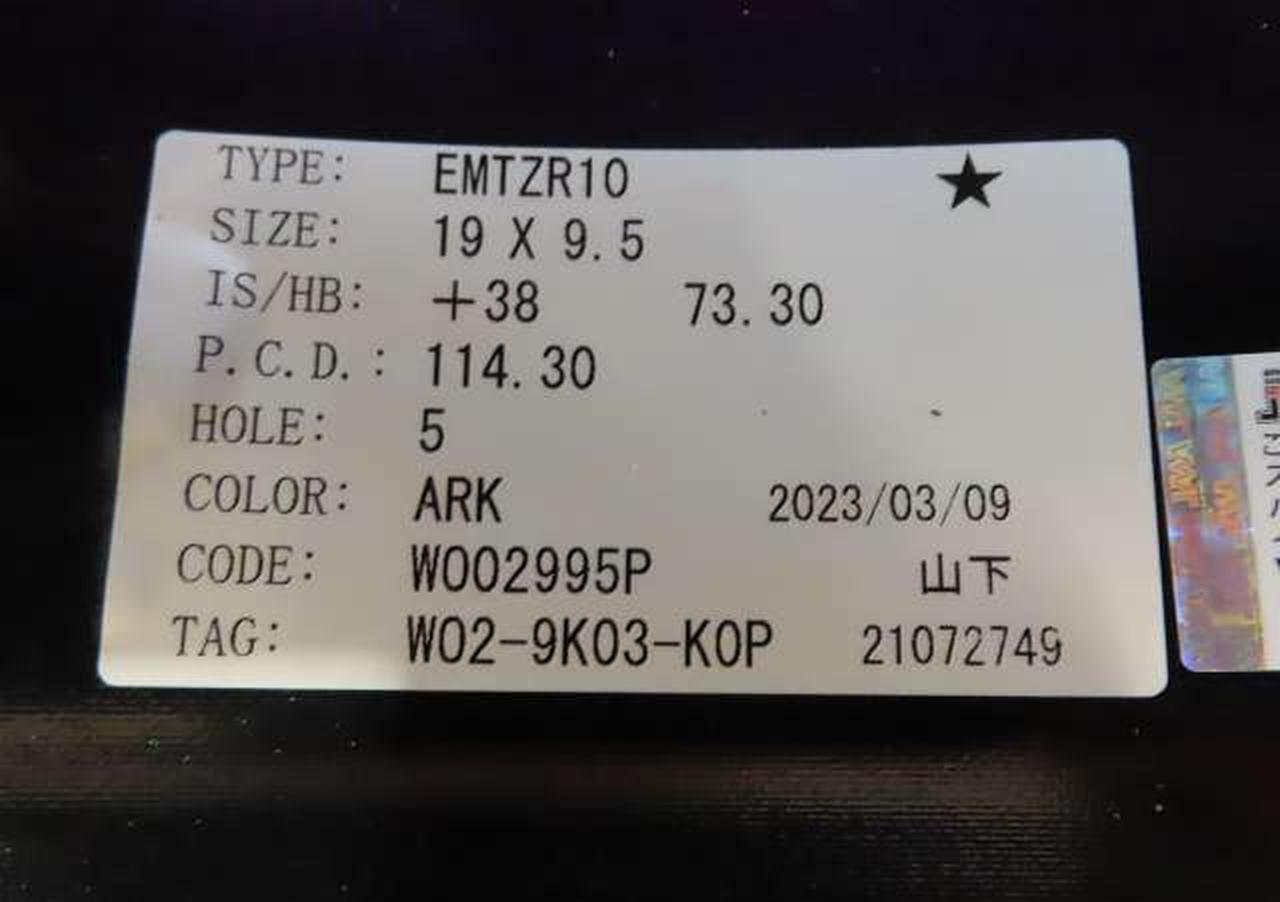 TYPE: EMTZR10 ★
SIZE: 19 X 9.5
IS/HB: +38 73.30
P.C.D.: 114.30
HOLE: 5
COLOR: ARK 2023/03/09
CODE: W002995P 山下
TAG: W02-9K03-K0P 21072749